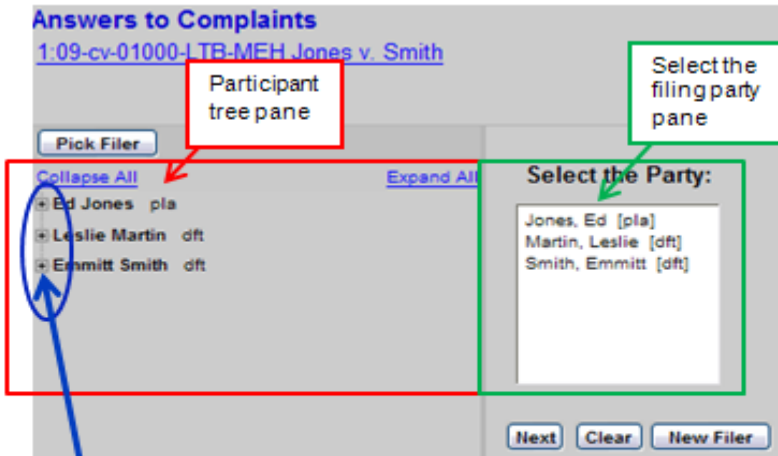 Answers to Complaints
1:09-cv-01000-LTB-MEH Jones v. Smith
Participant
tree pane
Select the
filing party
pane
Pick Filer
Collapse All
Expand All
Ed Jones pla
Leslie Martin dft
Emmitt Smith dft
Select the Party:
Jones, Ed [pla]
Martin, Leslie [dft]
Smith, Emmitt [dft]
Next
Clear
New Filer